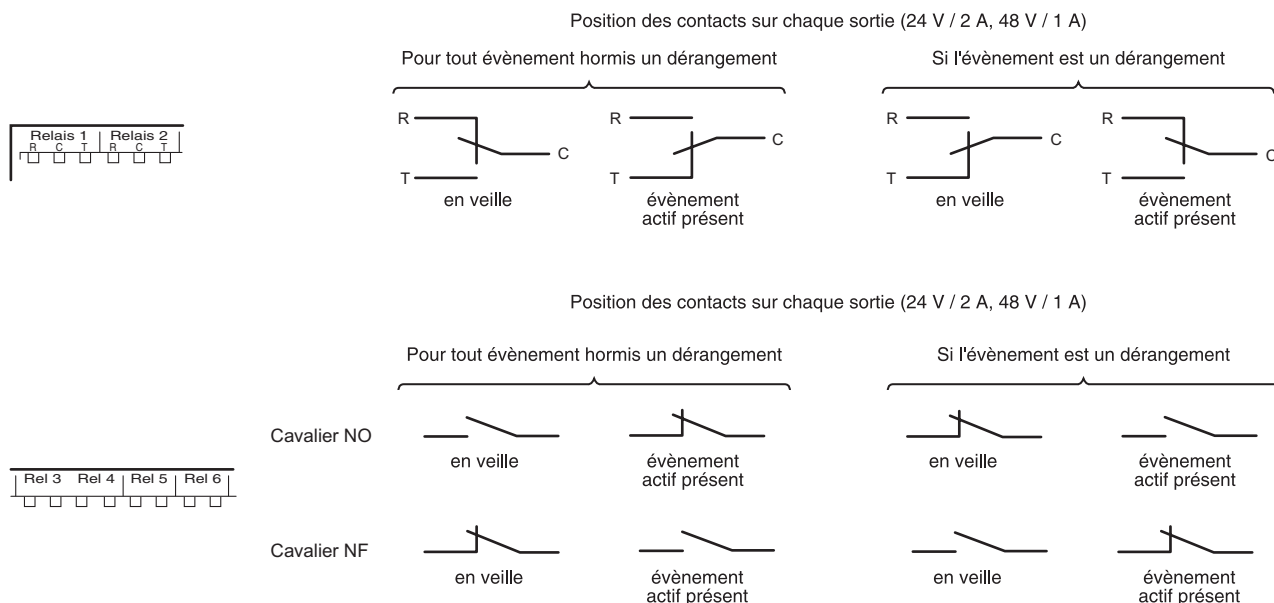 Position des contacts sur chaque sortie (24 V / 2 A, 48 V / 1 A)
Pour tout évènement hormis un dérangement
Si l'évènement est un dérangement
Relais 1 Relais 2
R C T R C T
R
C
T
en veille
R
C
T
évènement
actif présent
R
C
T
en veille
R
C
T
évènement
actif présent
Position des contacts sur chaque sortie (24 V / 2 A, 48 V / 1 A)
Pour tout évènement hormis un dérangement
Si l'évènement est un dérangement
Cavalier NO
en veille
évènement
actif présent
en veille
évènement
actif présent
Rel 3 Rel 4 Rel 5 Rel 6
Cavalier NF
en veille
évènement
actif présent
en veille
évènement
actif présent